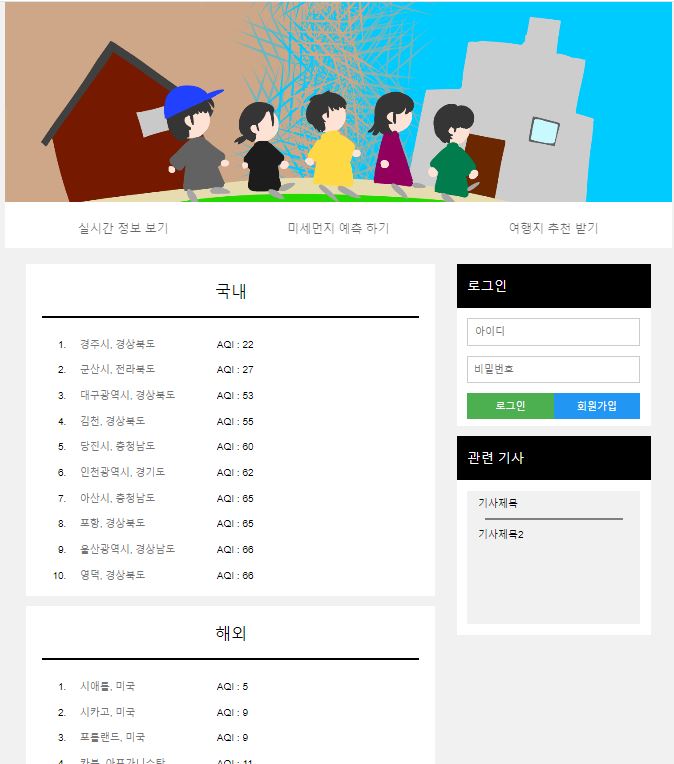 실시간 정보 보기
미세먼지 예측 하기
여행지 추천 받기
국내
1. 경주시, 경상북도 AQI : 22
2. 군산시, 전라북도 AQI : 27
3. 대구광역시, 경상북도 AQI : 53
4. 김천, 경상북도 AQI : 55
5. 당진시, 충청남도 AQI : 60
6. 인천광역시, 경기도 AQI : 62
7. 아산시, 충청남도 AQI : 65
8. 포항, 경상북도 AQI : 65
9. 울산광역시, 경상남도 AQI : 66
10. 영덕, 경상북도 AQI : 66
해외
1. 시애틀, 미국 AQI : 5
2. 시카고, 미국 AQI : 9
3. 포틀랜드, 미국 AQI : 9
4. 카불, 아프가니스탄 AQI : 11
로그인
아이디
비밀번호
로그인 회원가입
관련 기사
기사제목
기사제목2